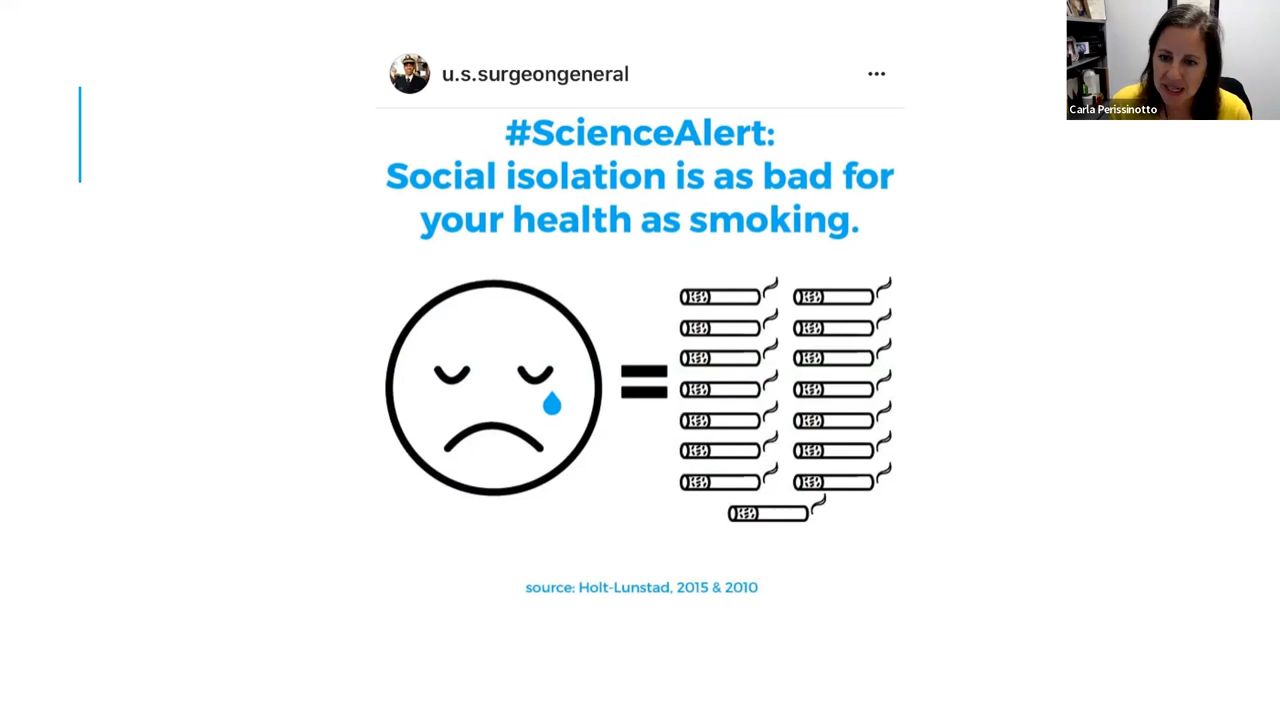 u.s.surgeongeneral
#ScienceAlert:
Social isolation is as bad for
your health as smoking.
source: Holt-Lunstad, 2015 & 2010
Carla Perissinotto